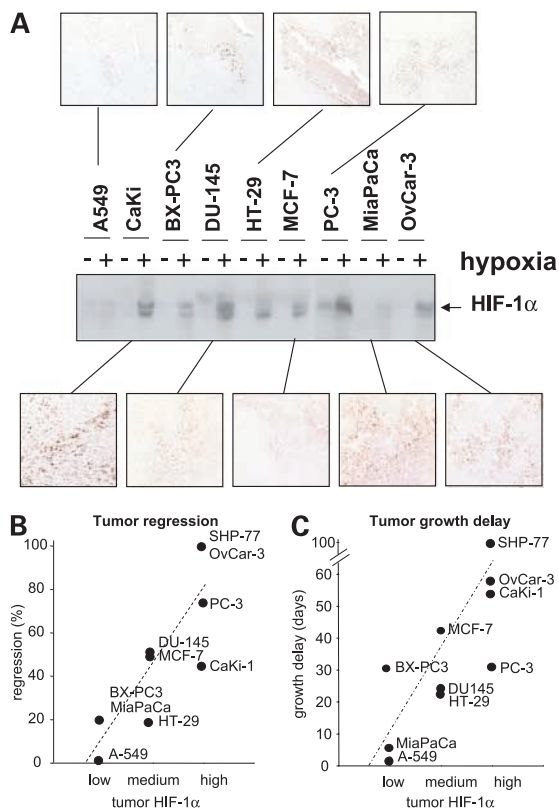 A
A549
CaKi
BX-PC3
DU-145
HT-29
MCF-7
PC-3
MiaPaCa
OvCar-3
- + - + - + - + - + - + - + - + - + hypoxia
HIF-1α
B
Tumor regression
100
80
60
40
20
0
regression (%)
SHP-77
OvCar-3
PC-3
DU-145
MCF-7
CaKi-1
BX-PC3
MiaPaCa
HT-29
A-549
low medium high
tumor HIF-1α
C
Tumor growth delay
100
60
50
40
30
20
10
0
growth delay (days)
SHP-77
OvCar-3
CaKi-1
MCF-7
BX-PC3
PC-3
DU145
HT-29
MiaPaCa
A-549
low medium high
tumor HIF-1α